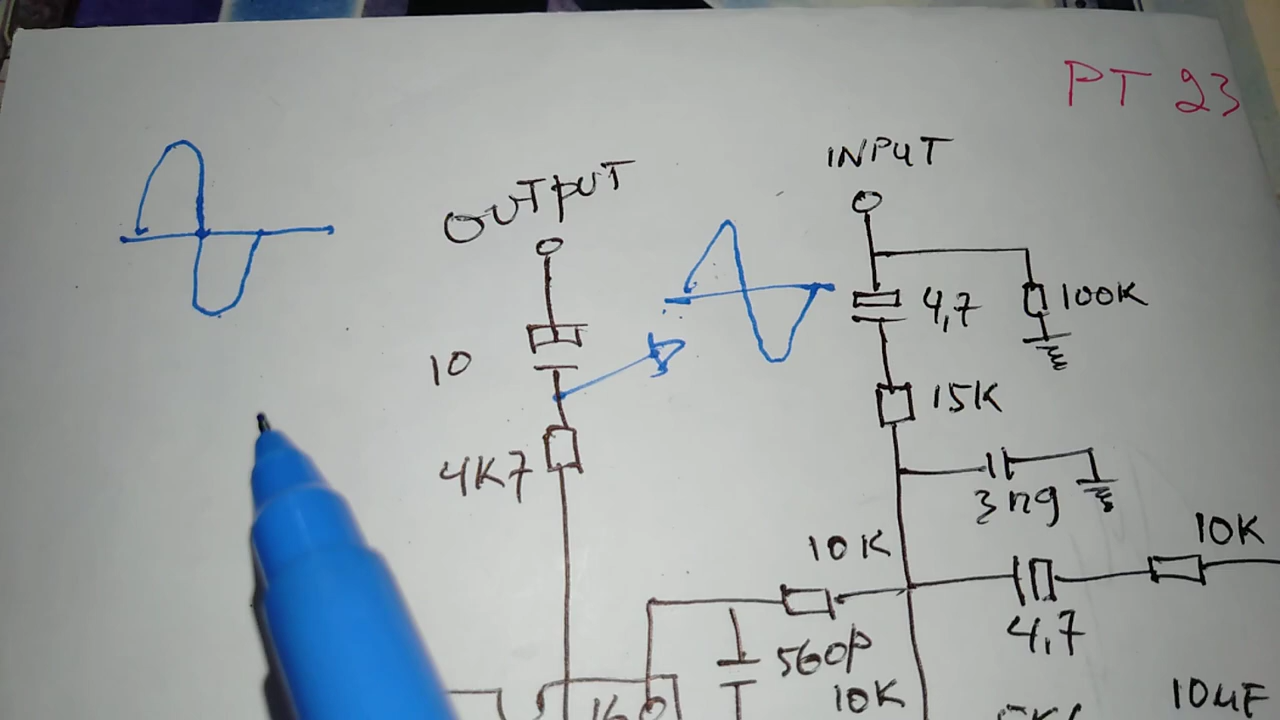 PT 23
INPUT
OUTPUT
4,7
100K
10
15K
4K7
3n9
10K
10K
4,7
560P
10K
10uF